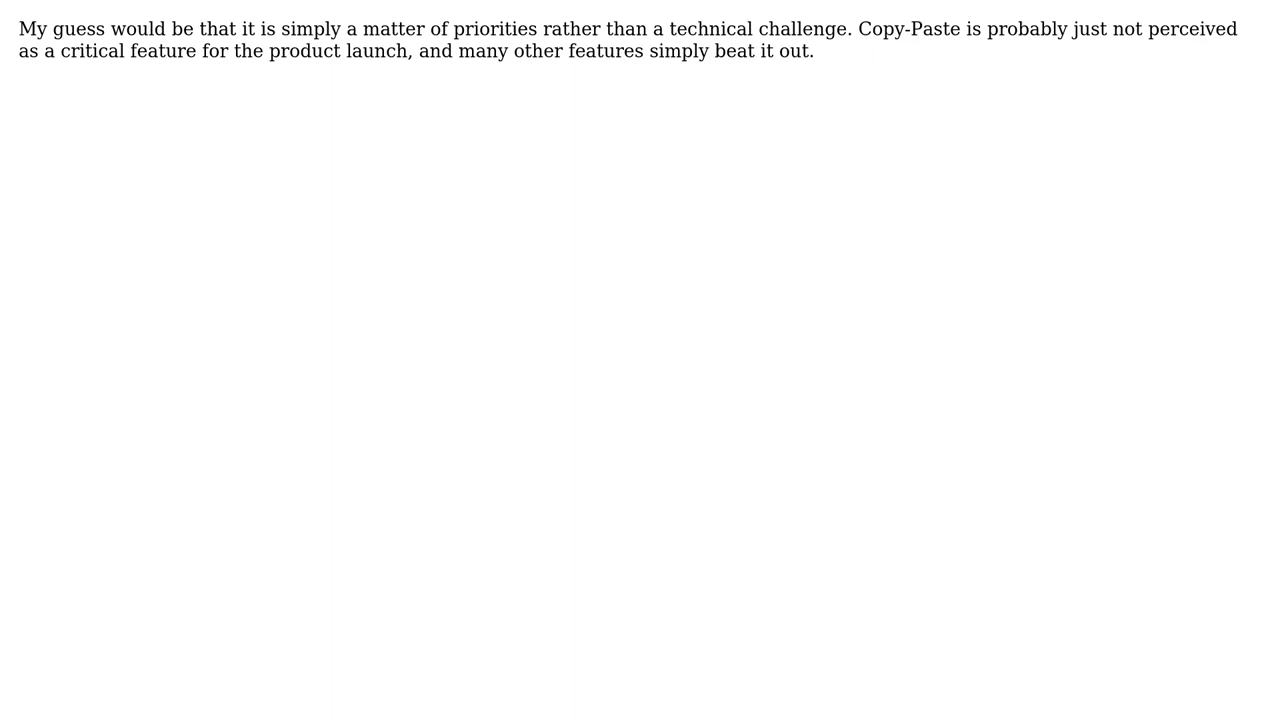 My guess would be that it is simply a matter of priorities rather than a technical challenge. Copy-Paste is probably just not perceived
as a critical feature for the product launch, and many other features simply beat it out.